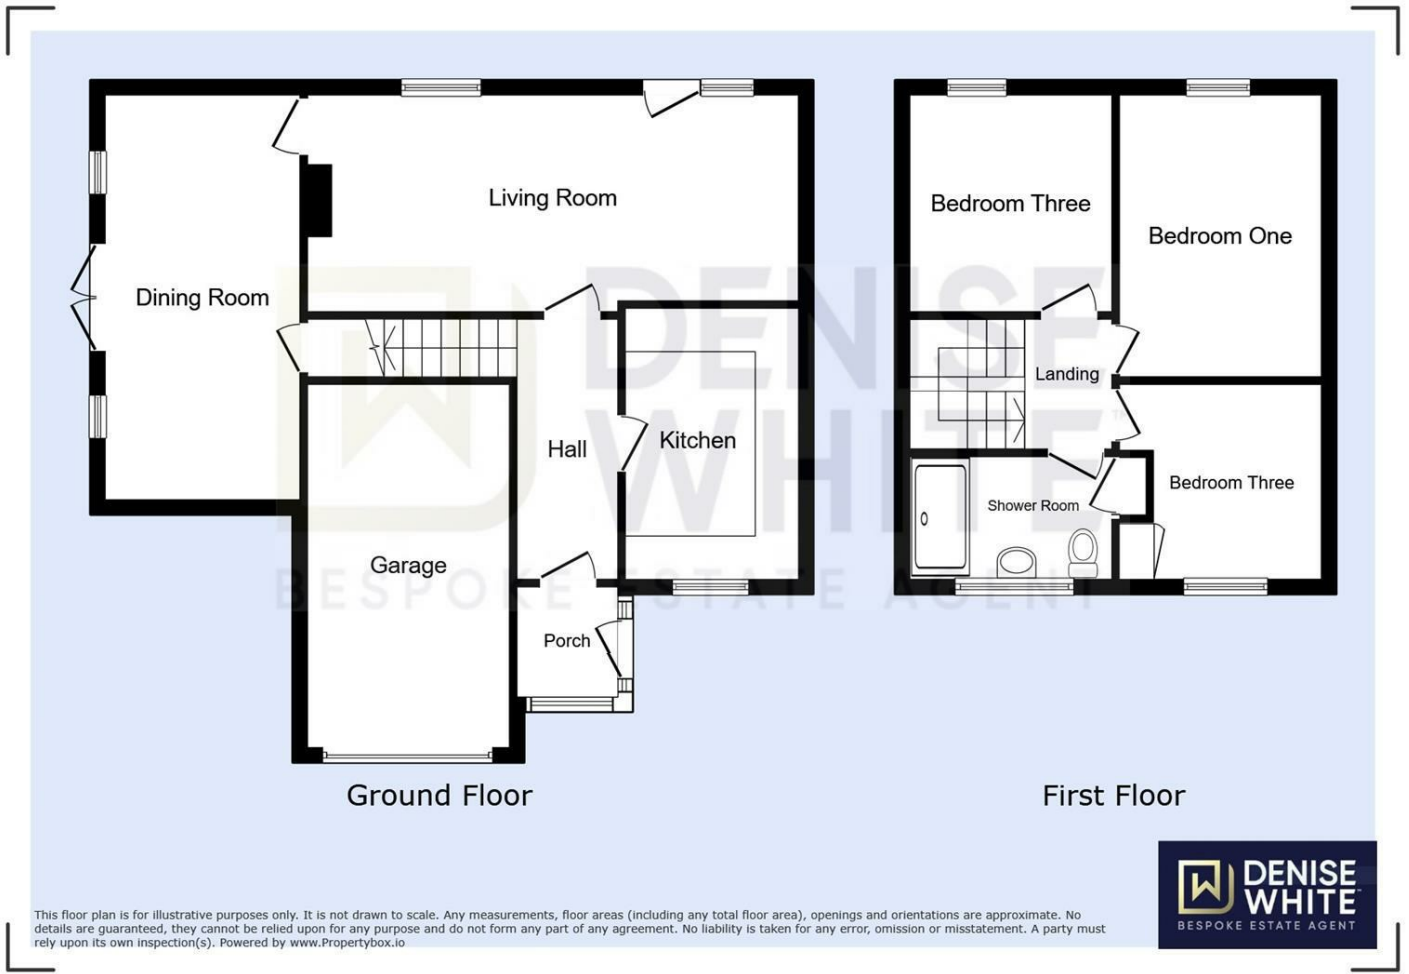 Living Room
Dining Room
Kitchen
Hall
Garage
Porch
Ground Floor
Bedroom Three
Bedroom One
Landing
Bedroom Three
Shower Room
First Floor
DENISE
WHITE™
BESPOKE ESTATE AGENT
DENISE
WHITE™
BESPOKE ESTATE AGENT
This floor plan is for illustrative purposes only. It is not drawn to scale. Any measurements, floor areas (including any total floor area), openings and orientations are approximate. No
details are guaranteed, they cannot be relied upon for any purpose and do not form any part of any agreement. No liability is taken for any error, omission or misstatement. A party must
rely upon its own inspection(s). Powered by www.Propertybox.io